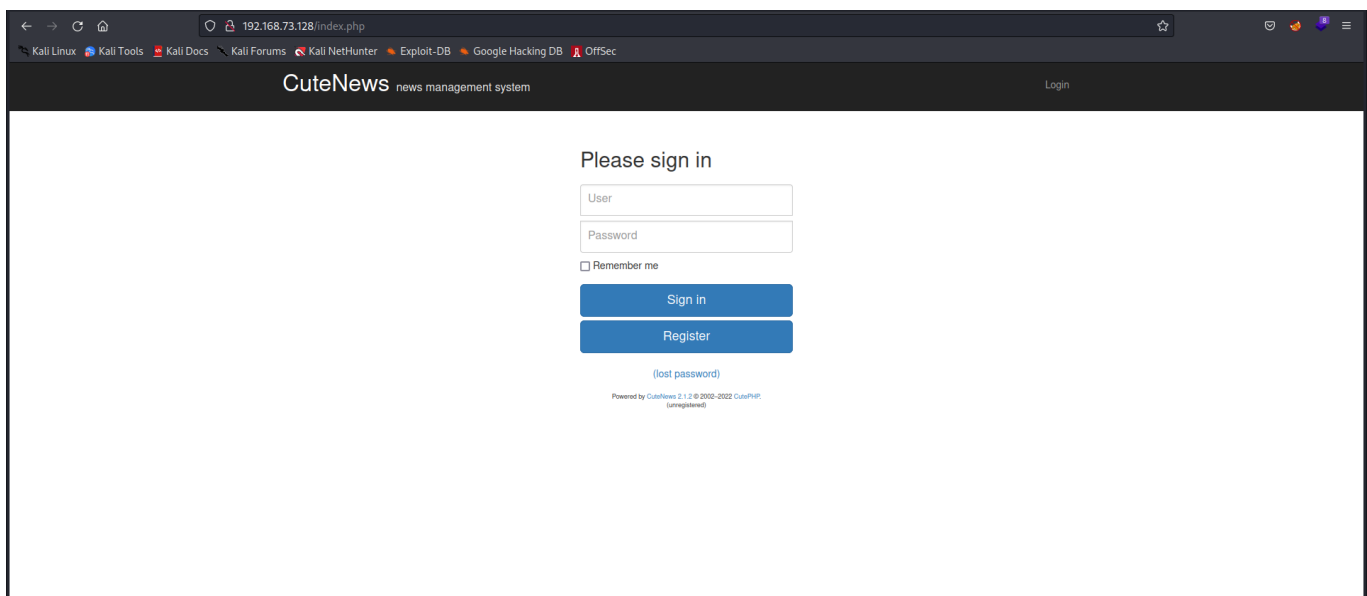 192.168.73.128/index.php
8
Kali Linux Kali Tools Kali Docs Kali Forums Kali NetHunter Exploit-DB Google Hacking DB OffSec
CuteNews news management system Login
Please sign in
User
Password
Remember me
Sign in
Register
(lost password)
Powered by CuteNews 2.1.2 © 2002–2022 CutePHP.
(unregistered)